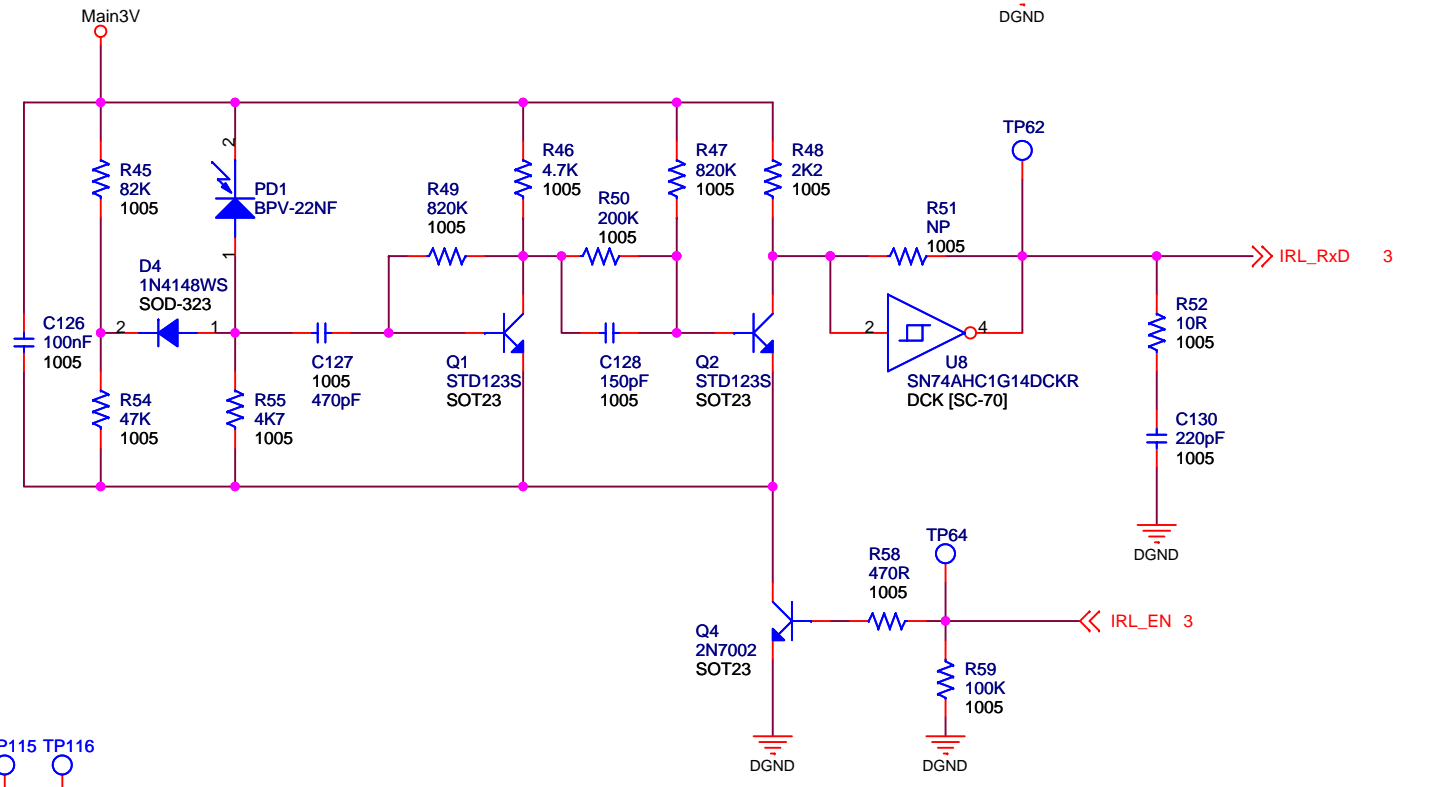 Main3V
DGND
R45
82K
1005
2
PD1
BPV-22NF
1
R46
4.7K
1005
R47
820K
1005
R48
2K2
1005
TP62
R49
820K
1005
R50
200K
1005
R51
NP
1005
IRL_RxD 3
D4
1N4148WS
SOD-323
2 1
C126
100nF
1005
C127
1005
470pF
Q1
STD123S
SOT23
C128
150pF
1005
Q2
STD123S
SOT23
2 4
U8
SN74AHC1G14DCKR
DCK [SC-70]
R52
10R
1005
R54
47K
1005
R55
4K7
1005
C130
220pF
1005
DGND
TP64
R58
470R
1005
IRL_EN 3
Q4
2N7002
SOT23
R59
100K
1005
DGND
DGND
P115 TP116